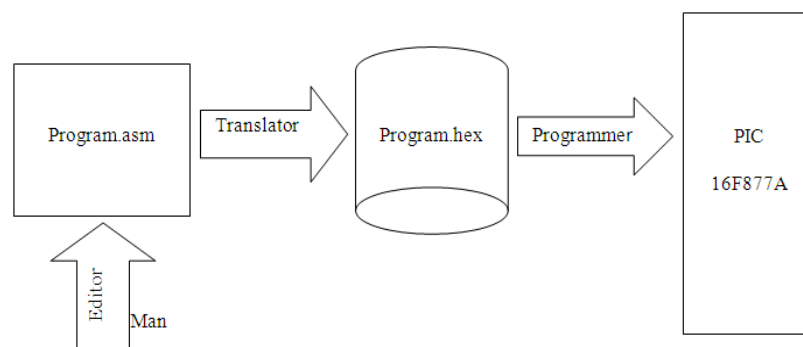 Program.asm
Translator
Program.hex
Programmer
PIC
16F877A
Editor
Man